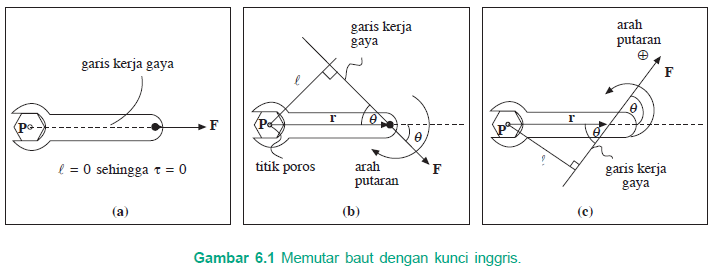 garis kerja gaya
P
F
ℓ = 0 sehingga τ = 0
(a)
garis kerja
gaya
ℓ
P
r
θ
θ
titik poros
arah
putaran
F
(b)
arah
putaran
⊕
F
θ
r
P
θ
ℓ
garis kerja
gaya
(c)
Gambar 6.1 Memutar baut dengan kunci inggris.